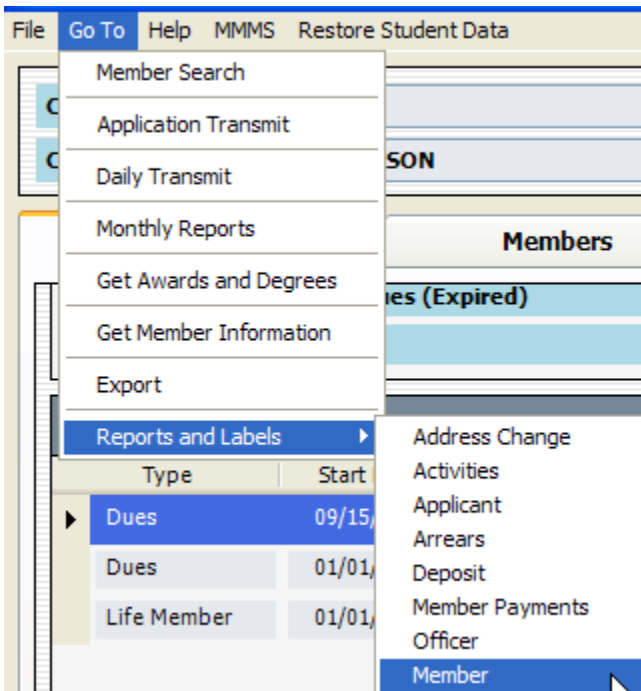 File Go To Help MMMS Restore Student Data
Member Search
C
Application Transmit
C SON
Daily Transmit
Monthly Reports
Members
Get Awards and Degrees
ues (Expired)
Get Member Information
Export
Reports and Labels
Address Change
Type Start
Activities
Applicant
Dues 09/15/
Arrears
Dues 01/01/
Deposit
Member Payments
Life Member 01/01/
Officer
Member